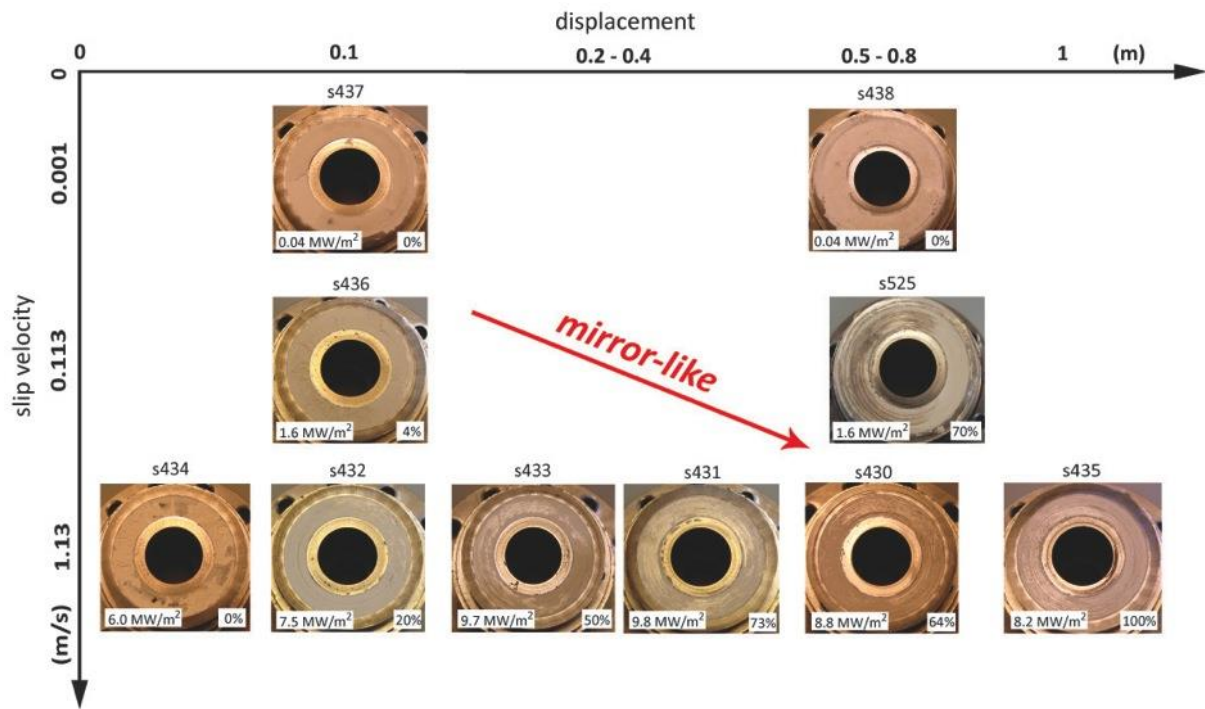 displacement
0 0.1 0.2 - 0.4 0.5 - 0.8 1 (m)
0
s437 s438
0.001
0.04 MW/m² 0% 0.04 MW/m² 0%
s436 s525
slip velocity
0.113
mirror-like
1.6 MW/m² 4% 1.6 MW/m² 70%
s434 s432 s433 s431 s430 s435
1.13
6.0 MW/m² 0% 7.5 MW/m² 20% 9.7 MW/m² 50% 9.8 MW/m² 73% 8.8 MW/m² 64% 8.2 MW/m² 100%
(m/s)